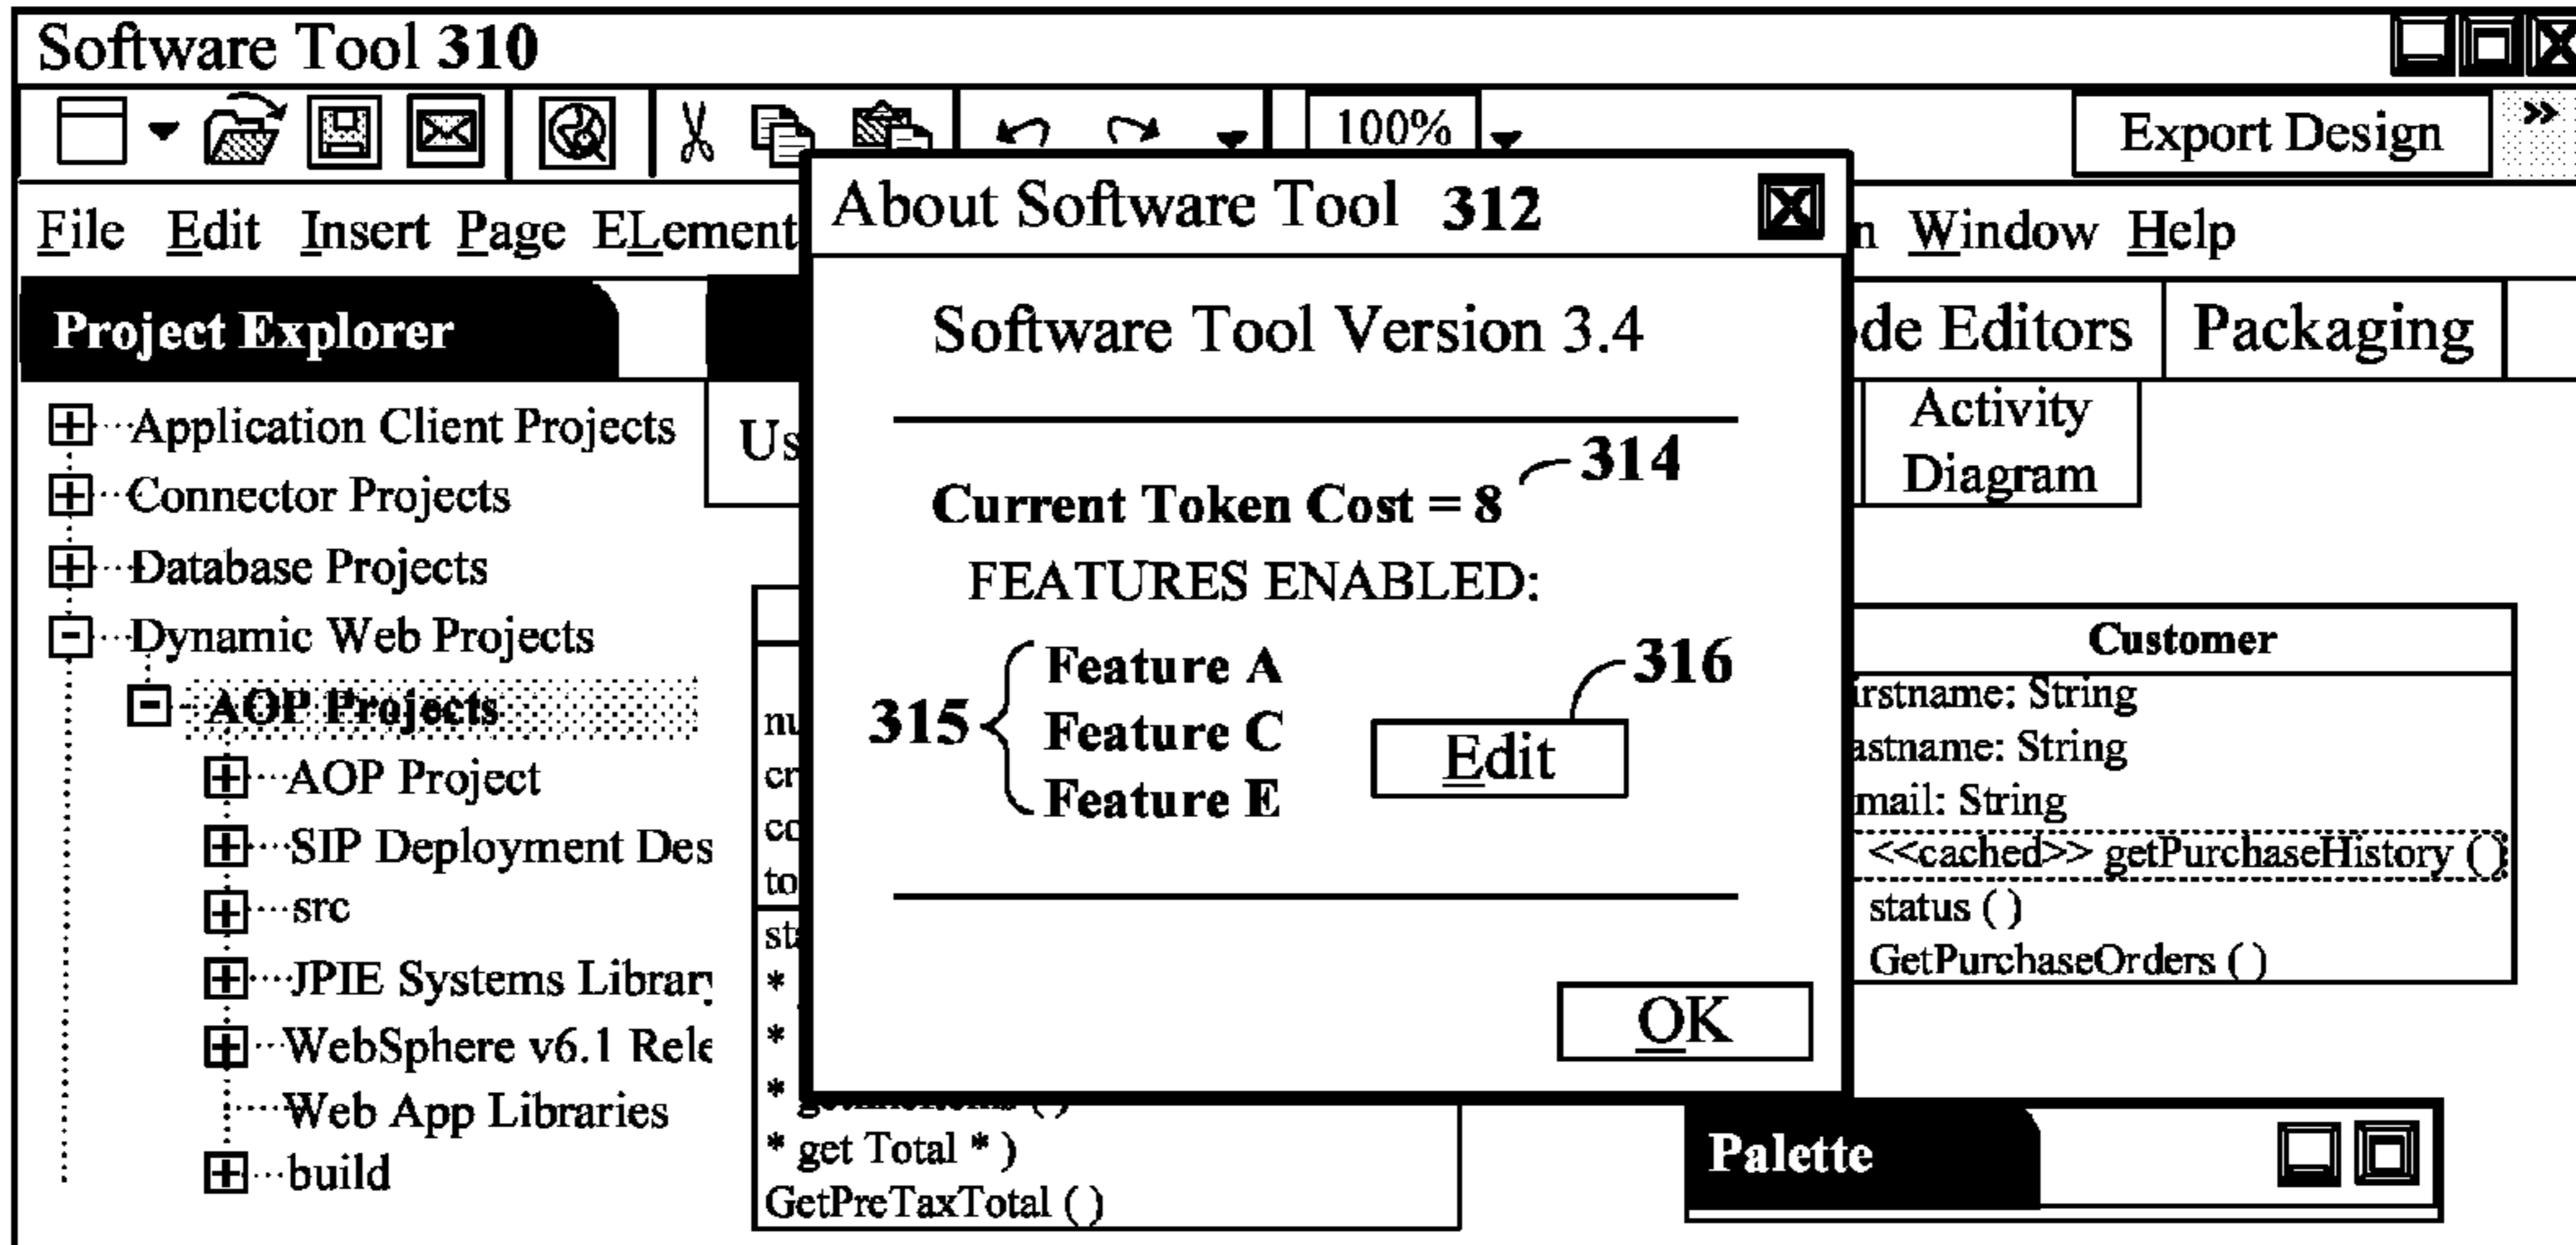 Software Tool 310
100%
Export Design
»
File Edit Insert Page ELement
Window Help
Project Explorer
Editors
Packaging
Application Client Projects
Connector Projects
Database Projects
Dynamic Web Projects
AOP Projects
AOP Project
SIP Deployment Des
src
JPIE Systems Library
WebSphere v6.1 Rele
Web App Libraries
build
Activity
Diagram
About Software Tool 312
Software Tool Version 3.4
314
Current Token Cost = 8
FEATURES ENABLED:
315
Feature A
Feature C
Feature E
316
Edit
OK
Customer
irstname: String
astname: String
mail: String
<<cached>> getPurchaseHistory ( )
status ( )
GetPurchaseOrders ( )
* get Total * )
GetPreTaxTotal ( )
Palette